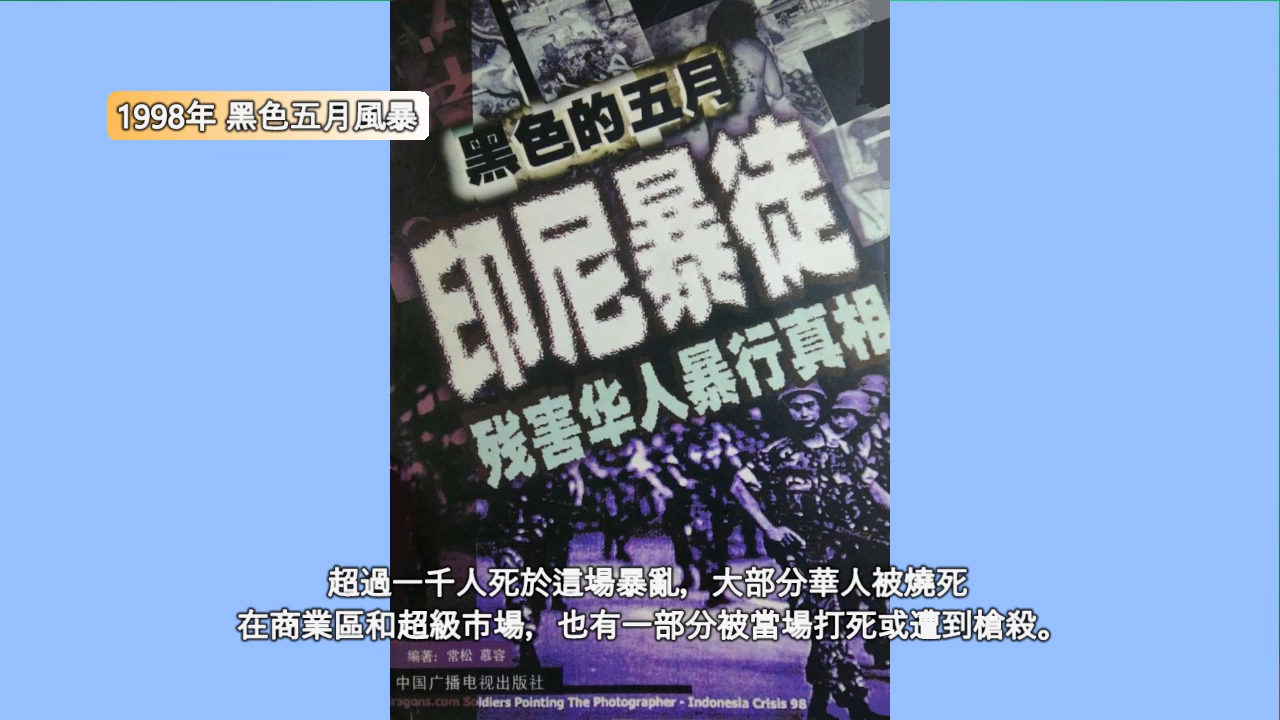 1998年 黑色五月風暴
黑色的五月
印尼暴徒
残害华人暴行真相
超過一千人死於這場暴亂，大部分華人被燒死
在商業區和超級市場，也有一部分被當場打死或遭到槍殺。
编著：常松 慕容
中国广播电视出版社
ragons.com Soldiers Pointing The Photographer - Indonesia Crisis 98